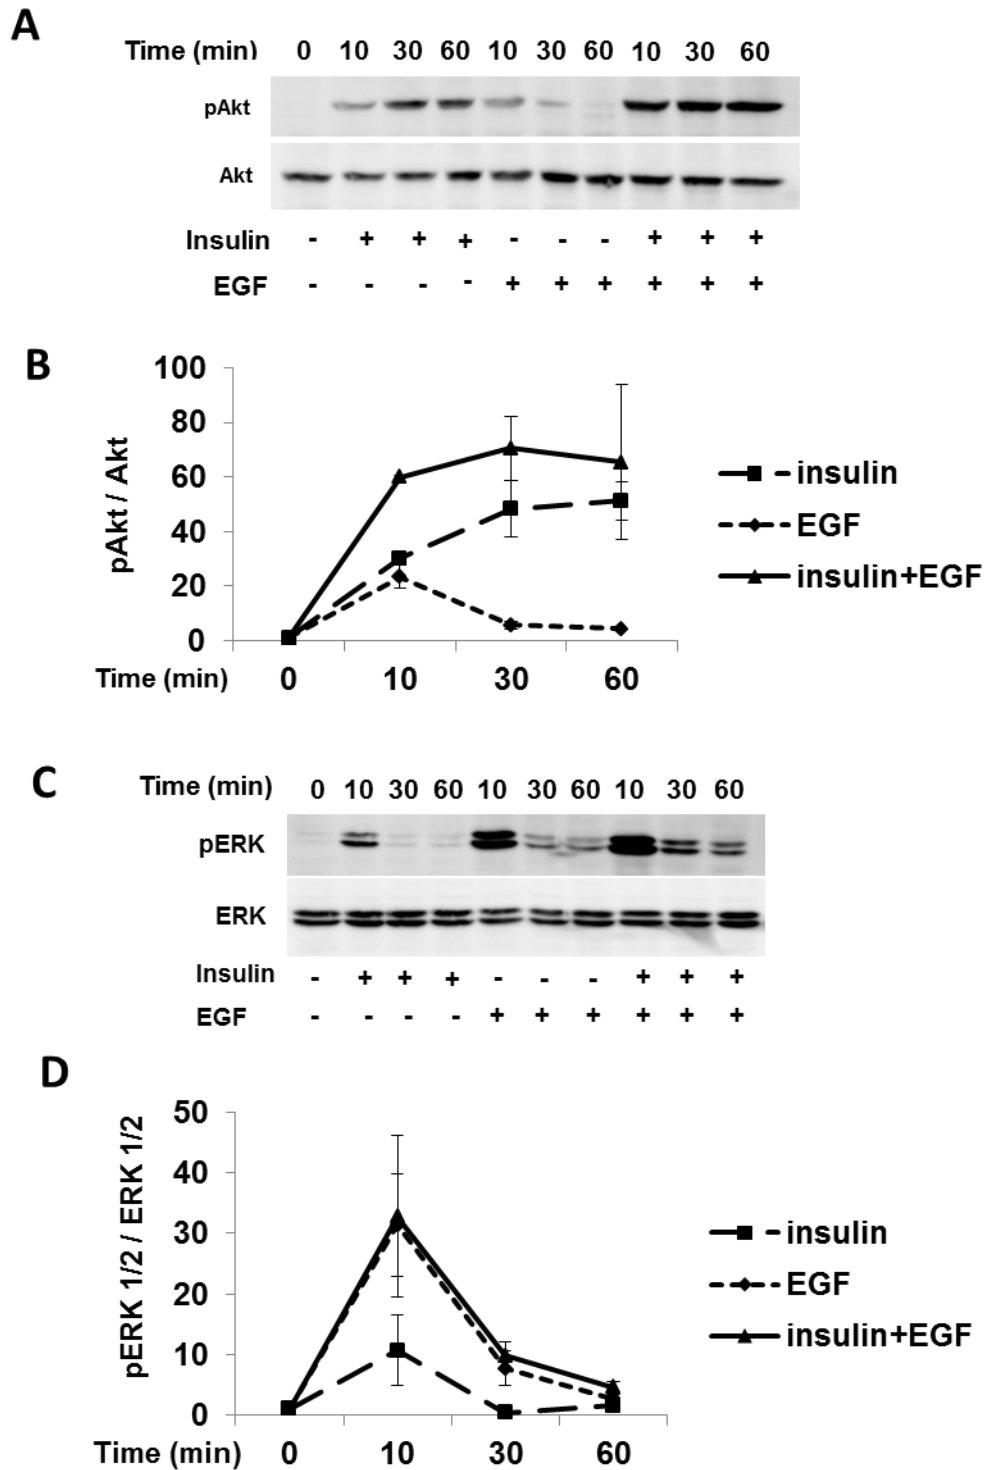 A
Time (min) 0 10 30 60 10 30 60 10 30 60
pAkt
Akt
Insulin - + + + - - - + + +
EGF - - - - + + + + + +
B
pAkt / Akt
100
80
60
40
20
0
Time (min) 0 10 30 60
insulin
EGF
insulin+EGF
C
Time (min) 0 10 30 60 10 30 60 10 30 60
pERK
ERK
Insulin - + + + - - - + + +
EGF - - - - + + + + + +
D
pERK 1/2 / ERK 1/2
50
40
30
20
10
0
Time (min) 0 10 30 60
insulin
EGF
insulin+EGF